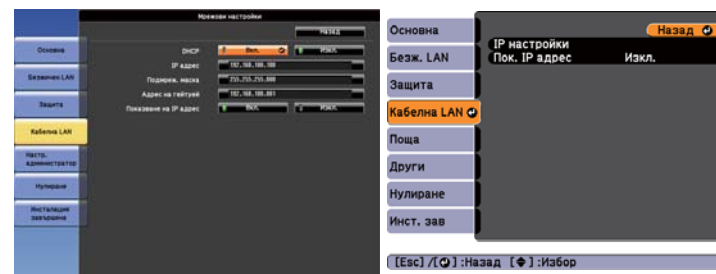 Мрежови настройки
Назад
Основна
Безжичен LAN
Защита
Кабелна LAN
Настр. администратор
Нулиране
Инсталация завършена
DHCP Вкл. Изкл.
IP адрес 192.168.100.100
Подмреж. маска 255.255.255.000
Адрес на гейтуей 192.168.100.001
Показване на IP адрес Вкл. Изкл.
Основна
Безж. LAN
Защита
Кабелна LAN
Поща
Други
Нулиране
Инст. зав
Назад
IP настройки
Пок. IP адрес Изкл.
[Esc] /[ ] :Назад [ ] :Избор